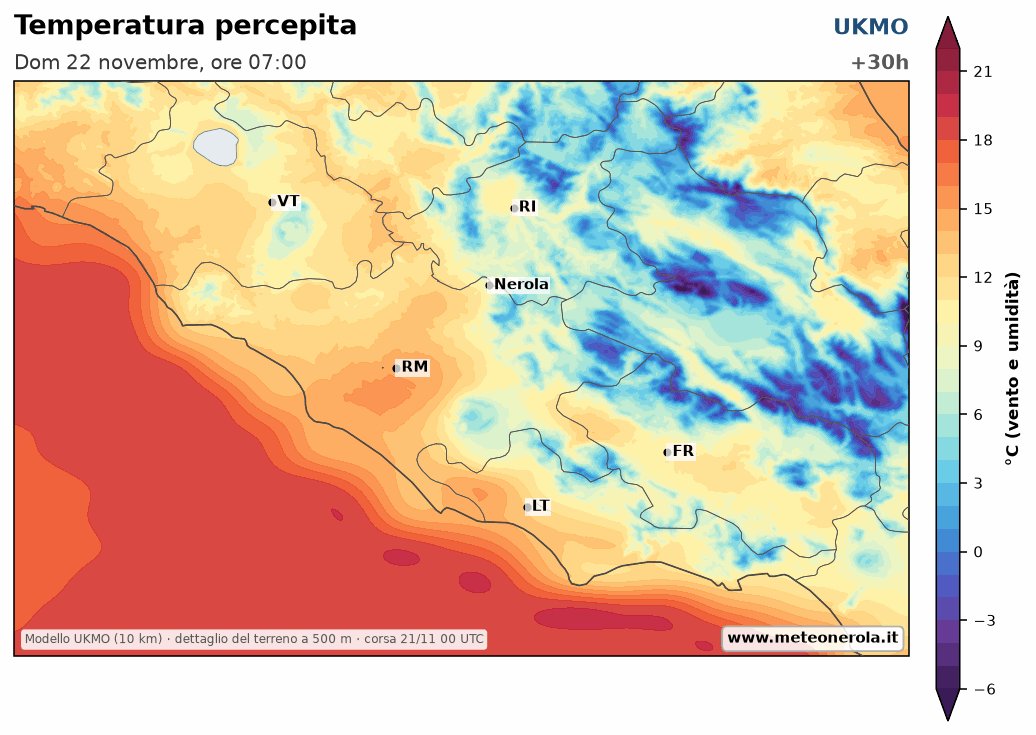 Temperatura percepita
UKMO
Dom 22 novembre, ore 07:00
+30h
VT
RI
Nerola
RM
FR
LT
Modello UKMO (10 km) · dettaglio del terreno a 500 m · corsa 21/11 00 UTC
www.meteonerola.it
21
18
15
12
9
6
3
0
−3
−6
°C (vento e umidità)